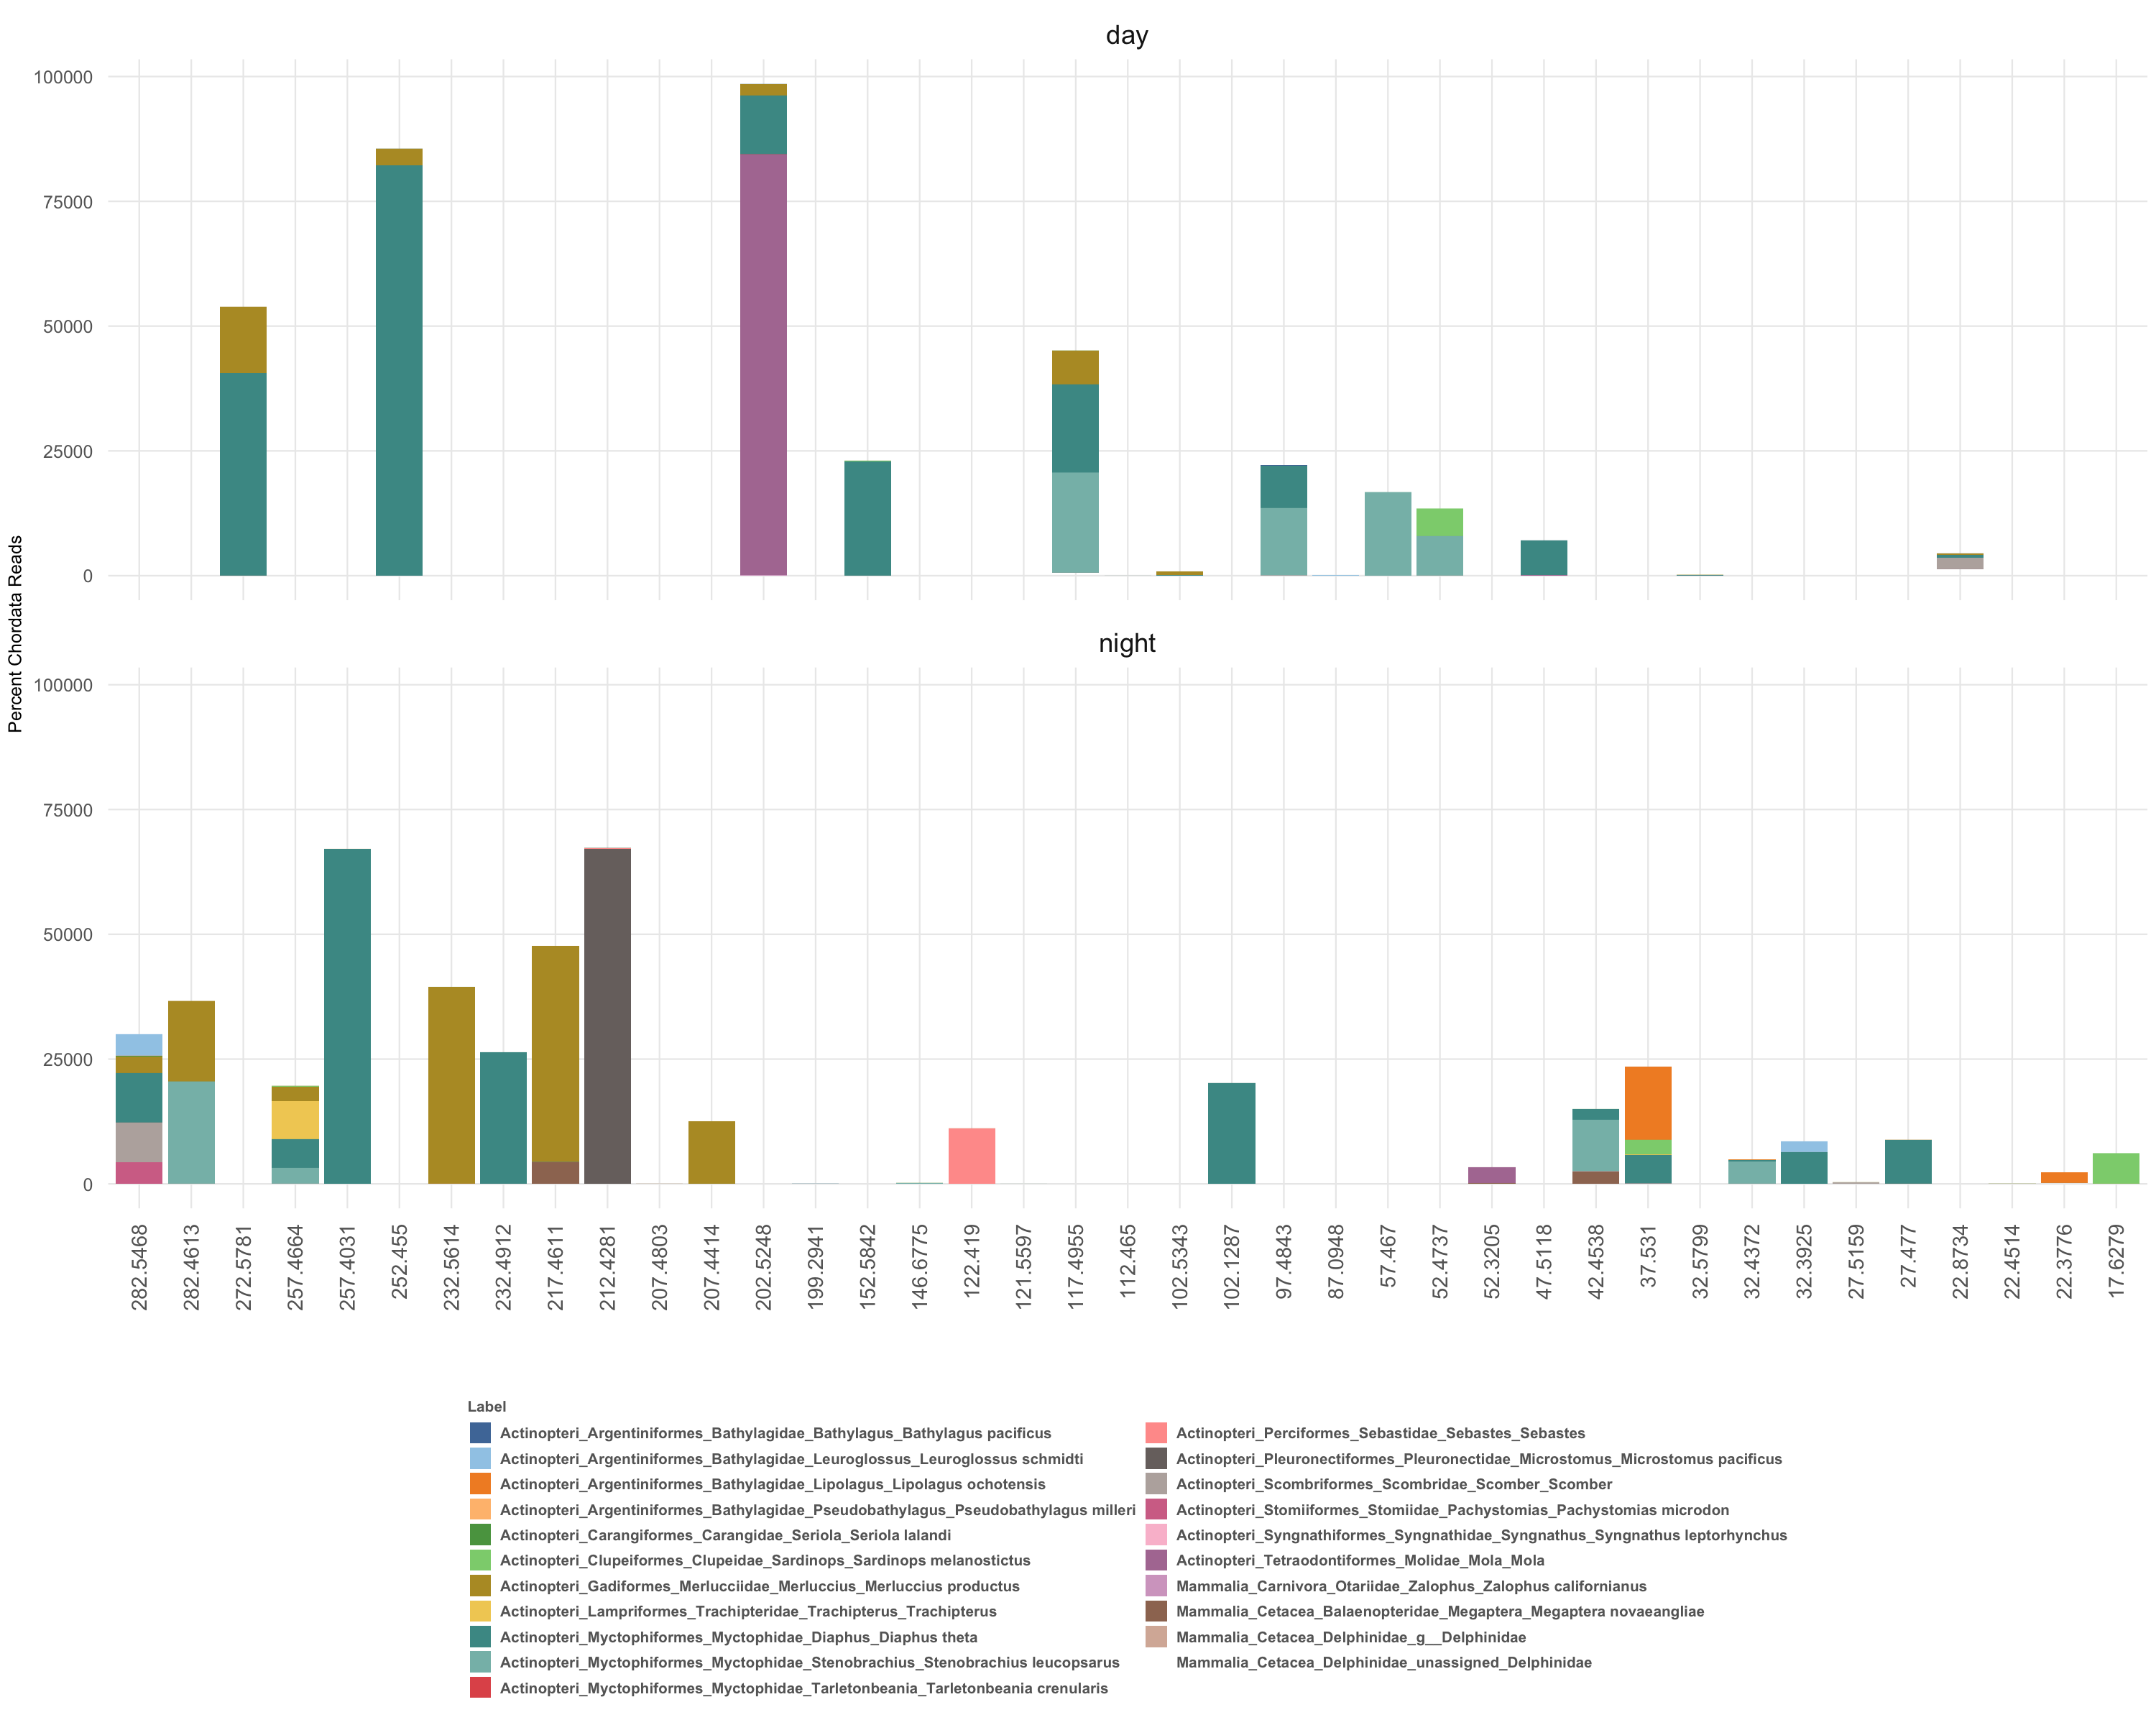 day
100000
75000
50000
25000
0
Percent Chordata Reads
night
100000
75000
50000
25000
0
282.5468
282.4613
272.5781
257.4664
257.4031
252.455
232.5614
232.4912
217.4611
212.4281
207.4803
207.4414
202.5248
199.2941
152.5842
146.6775
122.419
121.5597
117.4955
112.465
102.5343
102.1287
97.4843
87.0948
57.467
52.4737
52.3205
47.5118
42.4538
37.531
32.5799
32.4372
32.3925
27.5159
27.477
22.8734
22.4514
22.3776
17.6279
Label
Actinopteri_Argentiniformes_Bathylagidae_Bathylagus_Bathylagus pacificus
Actinopteri_Argentiniformes_Bathylagidae_Leuroglossus_Leuroglossus schmidti
Actinopteri_Argentiniformes_Bathylagidae_Lipolagus_Lipolagus ochotensis
Actinopteri_Argentiniformes_Bathylagidae_Pseudobathylagus_Pseudobathylagus milleri
Actinopteri_Carangiformes_Carangidae_Seriola_Seriola lalandi
Actinopteri_Clupeiformes_Clupeidae_Sardinops_Sardinops melanostictus
Actinopteri_Gadiformes_Merlucciidae_Merluccius_Merluccius productus
Actinopteri_Lampriformes_Trachipteridae_Trachipterus_Trachipterus
Actinopteri_Myctophiformes_Myctophidae_Diaphus_Diaphus theta
Actinopteri_Myctophiformes_Myctophidae_Stenobrachius_Stenobrachius leucopsarus
Actinopteri_Myctophiformes_Myctophidae_Tarletonbeania_Tarletonbeania crenularis
Actinopteri_Perciformes_Sebastidae_Sebastes_Sebastes
Actinopteri_Pleuronectiformes_Pleuronectidae_Microstomus_Microstomus pacificus
Actinopteri_Scombriformes_Scombridae_Scomber_Scomber
Actinopteri_Stomiiformes_Stomiidae_Pachystomias_Pachystomias microdon
Actinopteri_Syngnathiformes_Syngnathidae_Syngnathus_Syngnathus leptorhynchus
Actinopteri_Tetraodontiformes_Molidae_Mola_Mola
Mammalia_Carnivora_Otariidae_Zalophus_Zalophus californianus
Mammalia_Cetacea_Balaenopteridae_Megaptera_Megaptera novaeangliae
Mammalia_Cetacea_Delphinidae_g__Delphinidae
Mammalia_Cetacea_Delphinidae_unassigned_Delphinidae